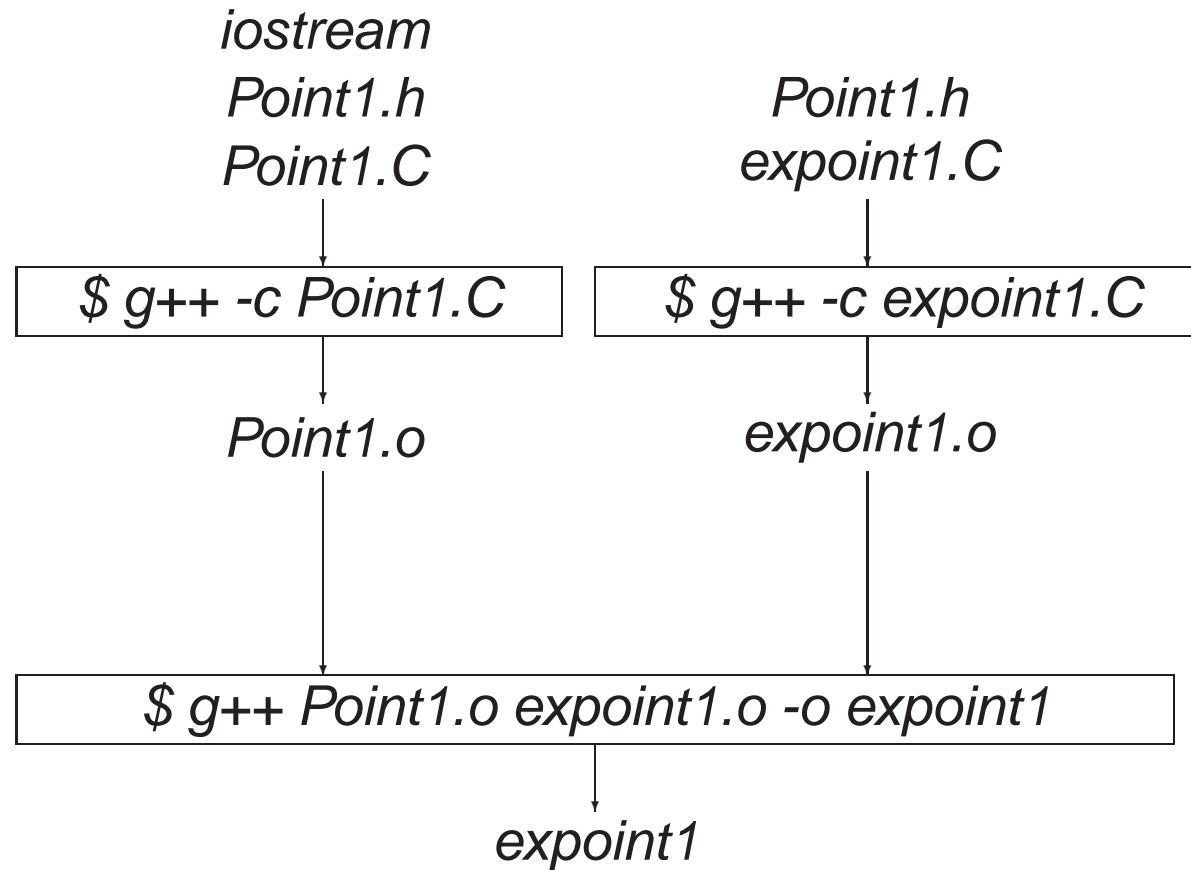 iostream
Point1.h
Point1.C
Point1.h
expoint1.C
$ g++ -c Point1.C
$ g++ -c expoint1.C
Point1.o
expoint1.o
$ g++ Point1.o expoint1.o -o expoint1
expoint1